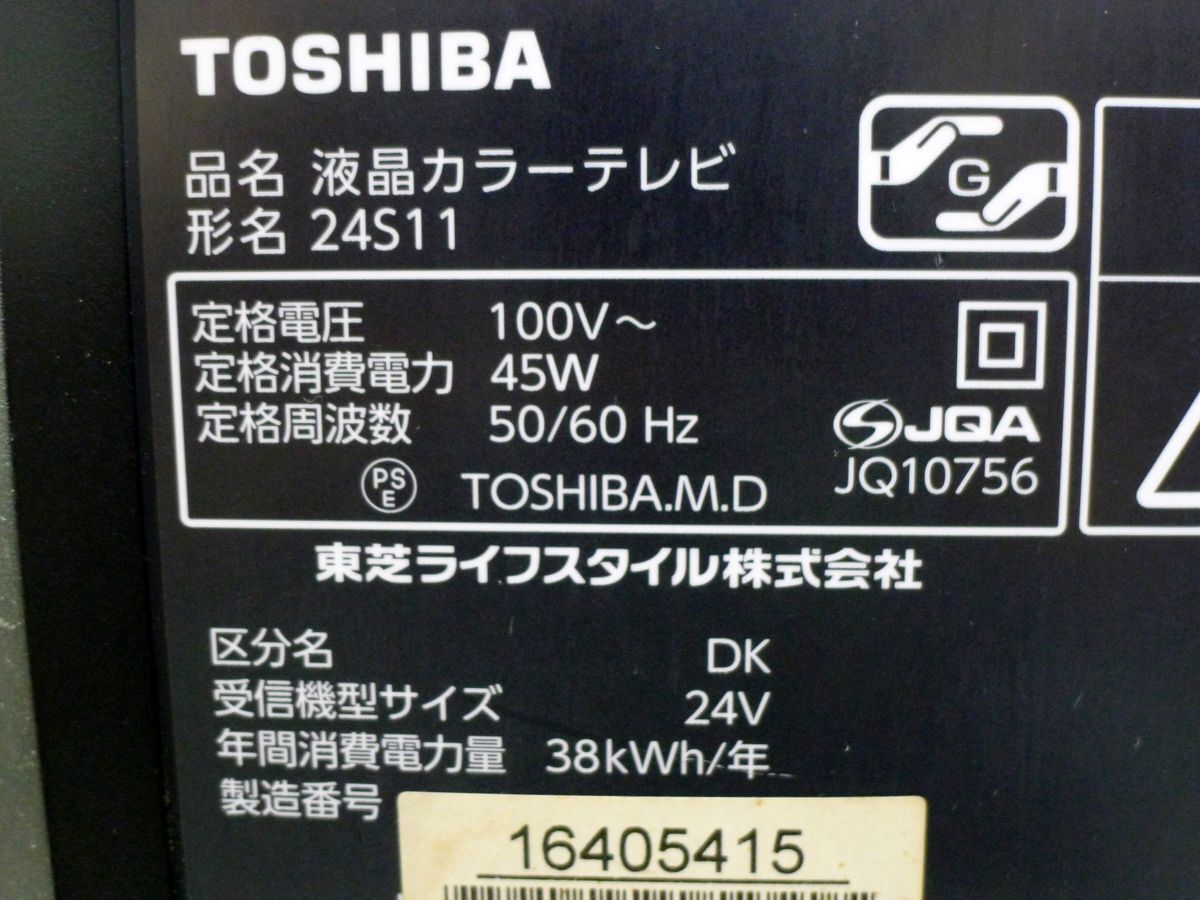 TOSHIBA
品名 液晶カラーテレビ
形名 24S11
G
定格電圧 100V～
定格消費電力 45W
定格周波数 50/60 Hz
JQA
JQ10756
PSE TOSHIBA.M.D
東芝ライフスタイル株式会社
区分名 DK
受信機型サイズ 24V
年間消費電力量 38kWh/年
製造番号
16405415